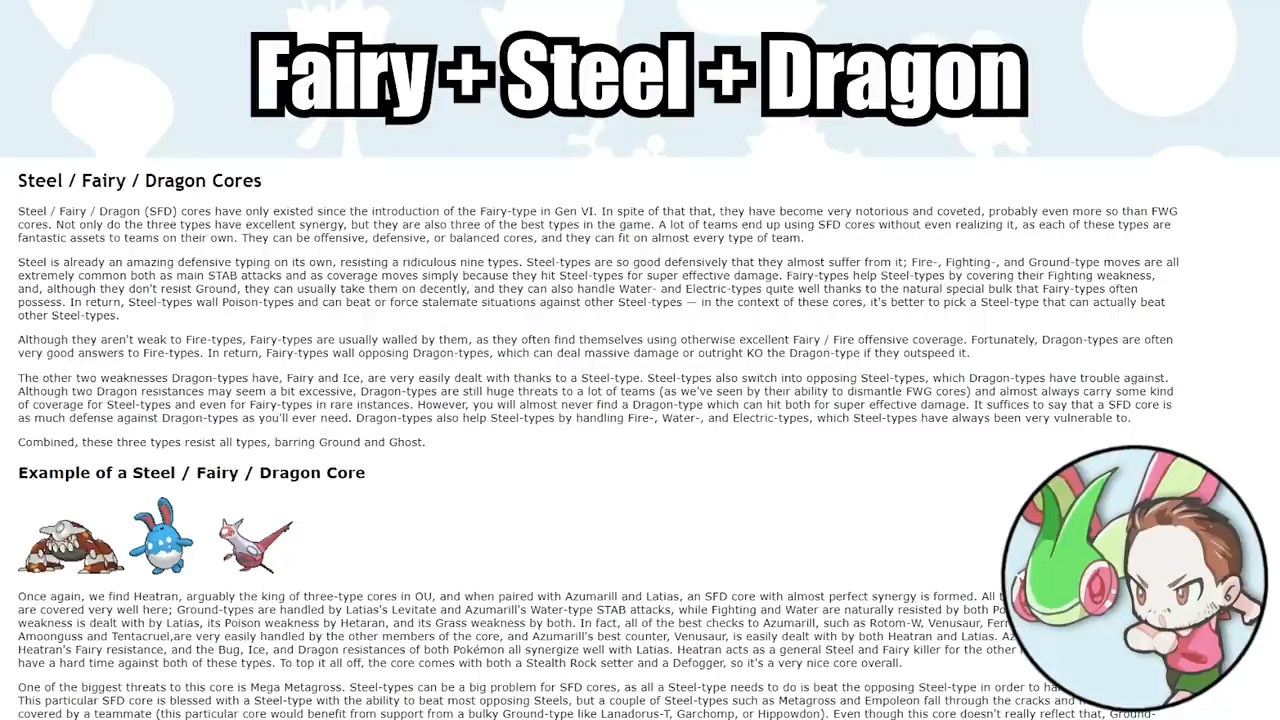 Fairy + Steel + Dragon
Steel / Fairy / Dragon Cores
Steel / Fairy / Dragon (SFD) cores have only existed since the introduction of the Fairy-type in Gen VI. In spite of that that, they have become very notorious and coveted, probably even more so than FWG
cores. Not only do the three types have excellent synergy, but they are also three of the best types in the game. A lot of teams end up using SFD cores without even realizing it, as each of these types are
fantastic assets to teams on their own. They can be offensive, defensive, or balanced cores, and they can fit on almost every type of team.
Steel is already an amazing defensive typing on its own, resisting a ridiculous nine types. Steel-types are so good defensively that they almost suffer from it; Fire-, Fighting-, and Ground-type moves are all
extremely common both as main STAB attacks and as coverage moves simply because they hit Steel-types for super effective damage. Fairy-types help Steel-types by covering their Fighting weakness,
and, although they don't resist Ground, they can usually take them on decently, and they can also handle Water- and Electric-types quite well thanks to the natural special bulk that Fairy-types often
possess. In return, Steel-types wall Poison-types and can beat or force stalemate situations against other Steel-types — in the context of these cores, it's better to pick a Steel-type that can actually beat
other Steel-types.
Although they aren't weak to Fire-types, Fairy-types are usually walled by them, as they often find themselves using otherwise excellent Fairy / Fire offensive coverage. Fortunately, Dragon-types are often
very good answers to Fire-types. In return, Fairy-types wall opposing Dragon-types, which can deal massive damage or outright KO the Dragon-type if they outspeed it.
The other two weaknesses Dragon-types have, Fairy and Ice, are very easily dealt with thanks to a Steel-type. Steel-types also switch into opposing Steel-types, which Dragon-types have trouble against.
Although two Dragon resistances may seem a bit excessive, Dragon-types are still huge threats to a lot of teams (as we've seen by their ability to dismantle FWG cores) and almost always carry some kind
of coverage for Steel-types and even for Fairy-types in rare instances. However, you will almost never find a Dragon-type which can hit both for super effective damage. It suffices to say that a SFD core is
as much defense against Dragon-types as you'll ever need. Dragon-types also help Steel-types by handling Fire-, Water-, and Electric-types, which Steel-types have always been very vulnerable to.
Combined, these three types resist all types, barring Ground and Ghost.
Example of a Steel / Fairy / Dragon Core
Once again, we find Heatran, arguably the king of three-type cores in OU, and when paired with Azumarill and Latias, an SFD core with almost perfect synergy is formed. All
are covered very well here; Ground-types are handled by Latias's Levitate and Azumarill's Water-type STAB attacks, while Fighting and Water are naturally resisted by both
weakness is dealt with by Latias, its Poison weakness by Hetaran, and its Grass weakness by both. In fact, all of the best checks to Azumarill, such as Rotom-W, Venusaur,
Amoonguss and Tentacruel,are very easily handled by the other members of the core, and Azumarill's best counter, Venusaur, is easily dealt with by both Heatran and Latias.
Heatran's Fairy resistance, and the Bug, Ice, and Dragon resistances of both Pokémon all synergize well with Latias. Heatran acts as a general Steel and Fairy killer for the other
have a hard time against both of these types. To top it all off, the core comes with both a Stealth Rock setter and a Defogger, so it's a very nice core overall.
One of the biggest threats to this core is Mega Metagross. Steel-types can be a big problem for SFD cores, as all a Steel-type needs to do is beat the opposing Steel-type in order to
This particular SFD core is blessed with a Steel-type with the ability to beat most opposing Steels, but a couple of Steel-types such as Metagross and Empoleon fall through the cracks and
covered by a teammate (this particular core would benefit from support from a bulky Ground-type like Lanadorus-T, Garchomp, or Hippowdon). Even though this core doesn't really reflect that, Ground-